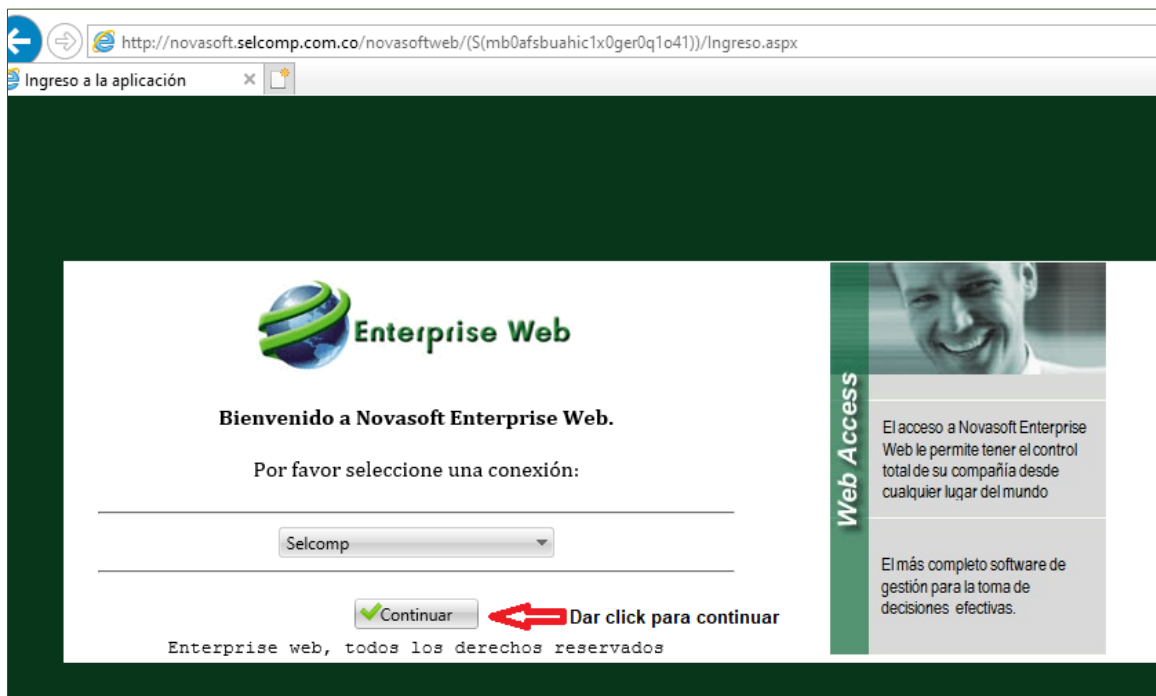 http://novasoft.selcomp.com.co/novasoftweb/(S(mb0afsbuahic1x0ger0q1o41))/Ingreso.aspx
Ingreso a la aplicación
Enterprise Web
Bienvenido a Novasoft Enterprise Web.
Por favor seleccione una conexión:
Selcomp
Continuar
Dar click para continuar
Enterprise web, todos los derechos reservados
Web Access
El acceso a Novasoft Enterprise
Web le permite tener el control
total de su compañía desde
cualquier lugar del mundo
El más completo software de
gestión para la toma de
decisiones efectivas.